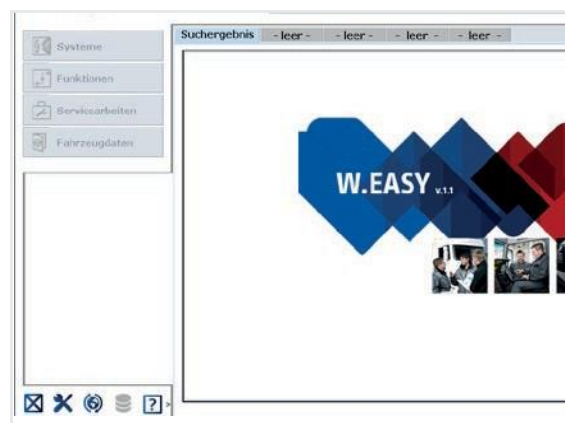 Suchergebnis - leer - - leer - - leer - - leer -
Systeme
Funktionen
Servicearbeiten
Fahrzeugdaten
W.EASY v.1.1
?